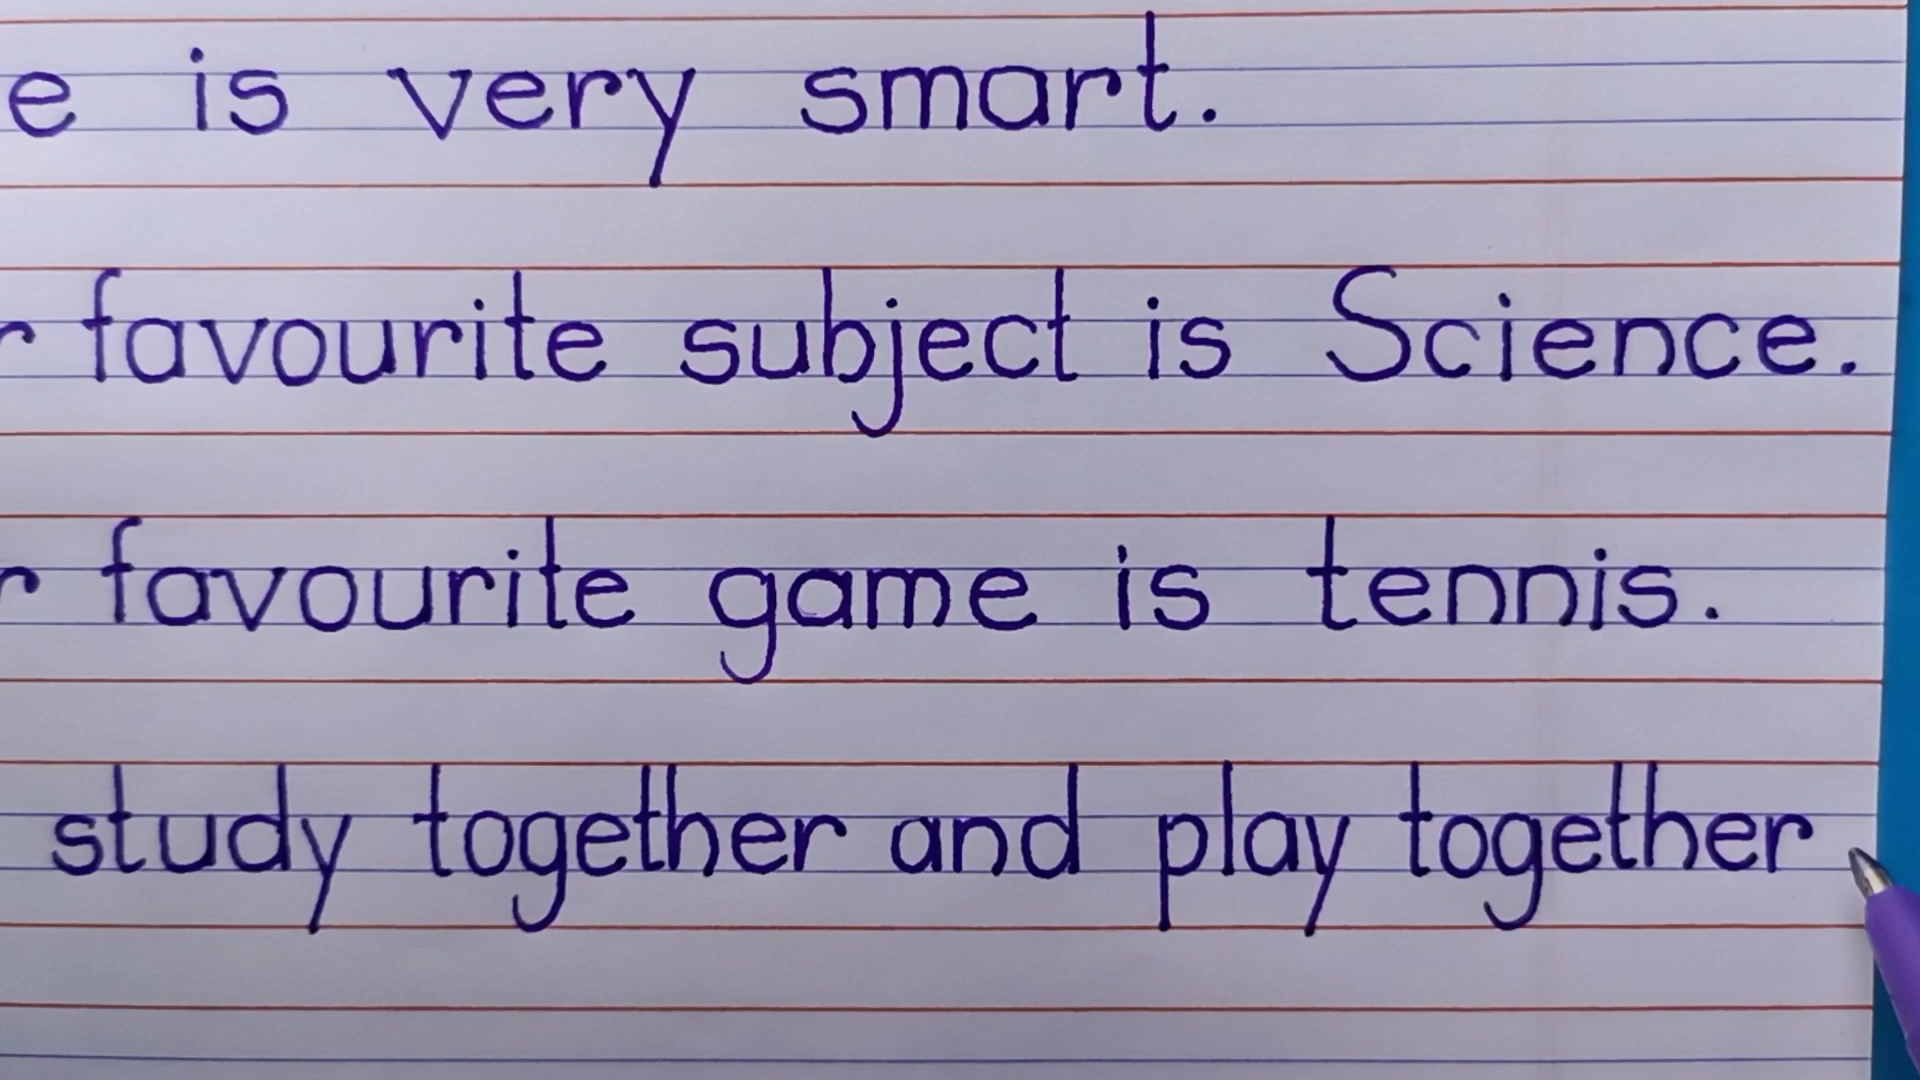 e is very smart.
r favourite subject is Science.
r favourite game is tennis.
study together and play together